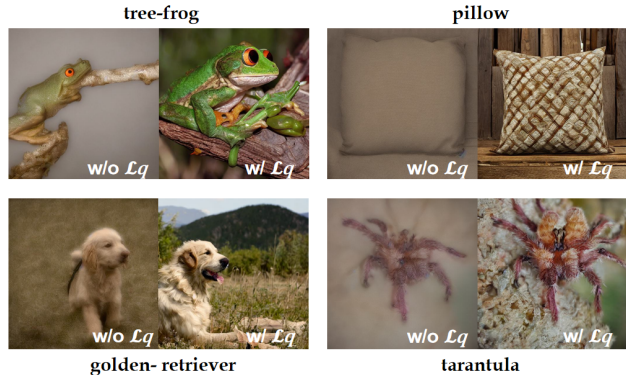 tree-frog
pillow
w/o ℒq
w/ ℒq
w/o ℒq
w/ ℒq
w/o ℒq
w/ ℒq
w/o ℒq
w/ ℒq
golden- retriever
tarantula